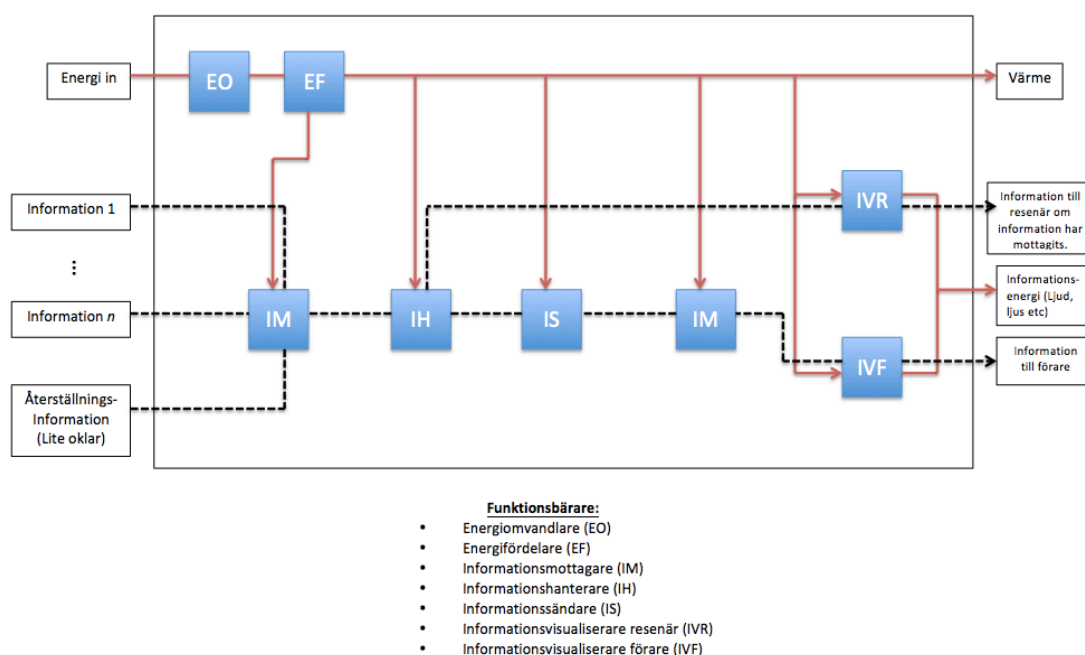 Energi in
EO
EF
Värme
Information 1
⋮
Information n
Återställnings-
Information
(Lite oklar)
IM
IH
IS
IM
IVR
IVF
Information till
resenär om
information har
mottagits.
Informations-
energi (Ljud,
ljus etc)
Information
till förare
Funktionsbärare:
• Energiomvandlare (EO)
• Energifördelare (EF)
• Informationsmottagare (IM)
• Informationshanterare (IH)
• Informationssändare (IS)
• Informationsvisualiserare resenär (IVR)
• Informationsvisualiserare förare (IVF)